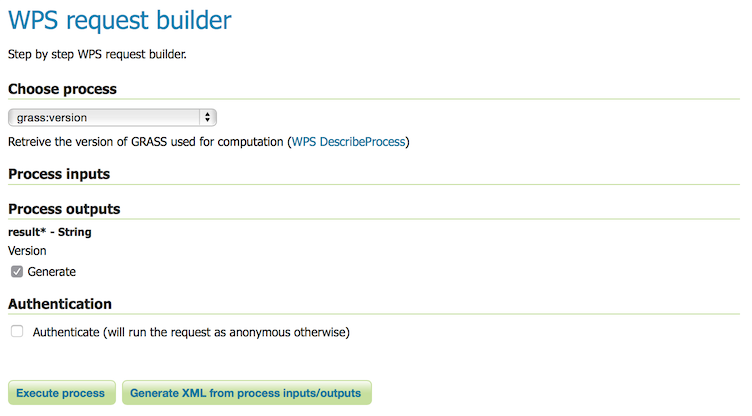 WPS request builder
Step by step WPS request builder.
Choose process
grass:version
Retreive the version of GRASS used for computation (WPS DescribeProcess)
Process inputs
Process outputs
result* - String
Version
Generate
Authentication
Authenticate (will run the request as anonymous otherwise)
Execute process Generate XML from process inputs/outputs